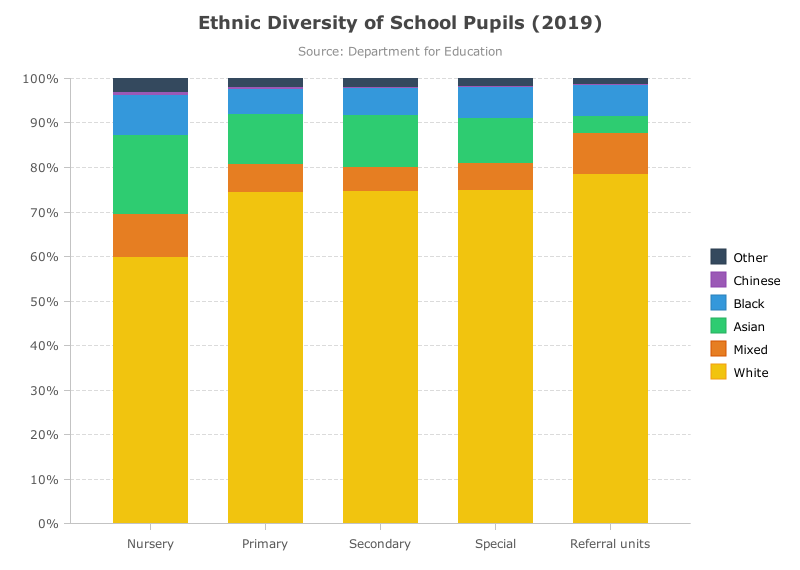 Ethnic Diversity of School Pupils (2019)
Source: Department for Education
100%
90%
80%
70%
60%
50%
40%
30%
20%
10%
0%
Nursery
Primary
Secondary
Special
Referral units
Other
Chinese
Black
Asian
Mixed
White